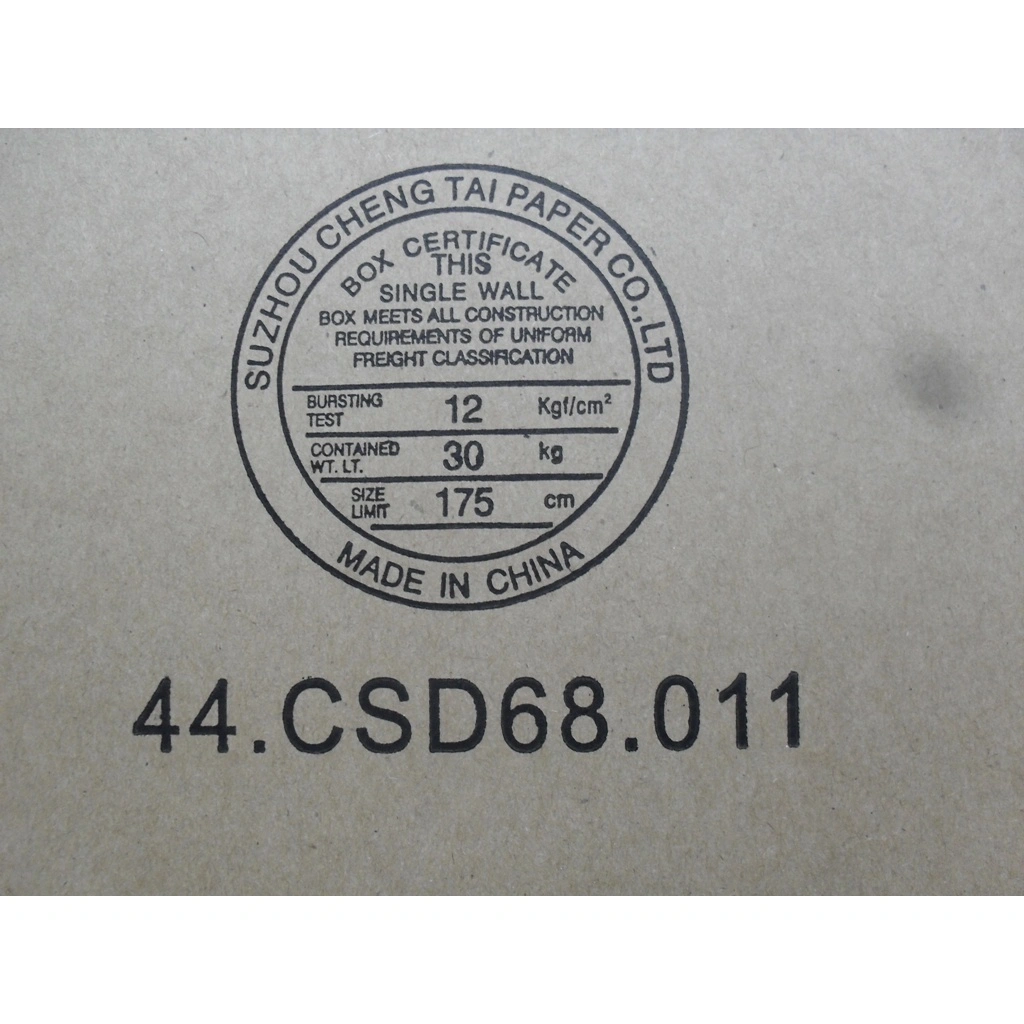 SUZHOU CHENG TAI PAPER CO.,LTD
BOX CERTIFICATE
THIS
SINGLE WALL
BOX MEETS ALL CONSTRUCTION
REQUIREMENTS OF UNIFORM
FREIGHT CLASSIFICATION
BURSTING TEST 12 Kgf/cm²
CONTAINED WT. LT. 30 kg
SIZE LIMIT 175 cm
MADE IN CHINA
44.CSD68.011